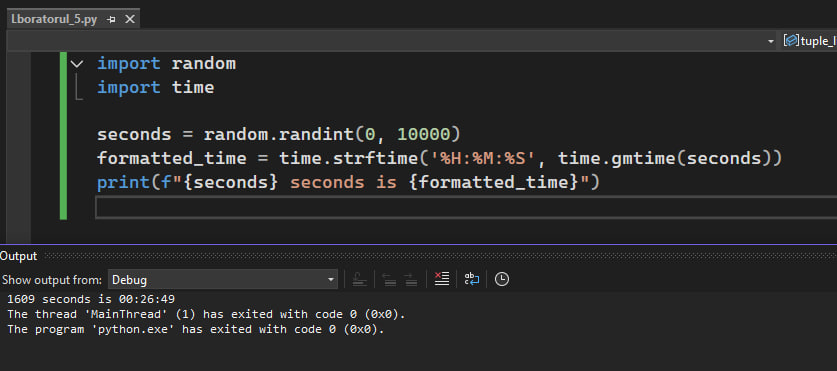 Lboratorul_5.py
tuple_l
import random
import time
seconds = random.randint(0, 10000)
formatted_time = time.strftime('%H:%M:%S', time.gmtime(seconds))
print(f"{seconds} seconds is {formatted_time}")
Output
Show output from: Debug
1609 seconds is 00:26:49
The thread 'MainThread' (1) has exited with code 0 (0x0).
The program 'python.exe' has exited with code 0 (0x0).